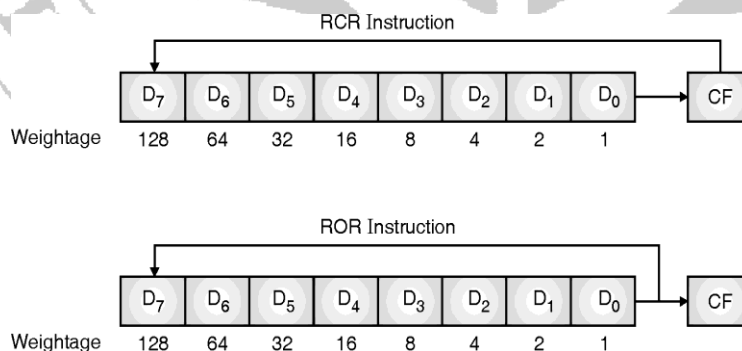 RCR Instruction
D7 D6 D5 D4 D3 D2 D1 D0 CF
Weightage 128 64 32 16 8 4 2 1
ROR Instruction
D7 D6 D5 D4 D3 D2 D1 D0 CF
Weightage 128 64 32 16 8 4 2 1